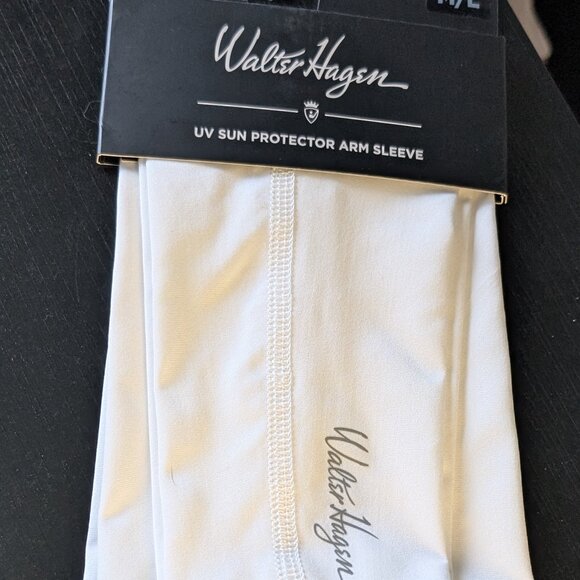 M/L
Walter Hagen
UV SUN PROTECTOR ARM SLEEVE
Walter Hagen